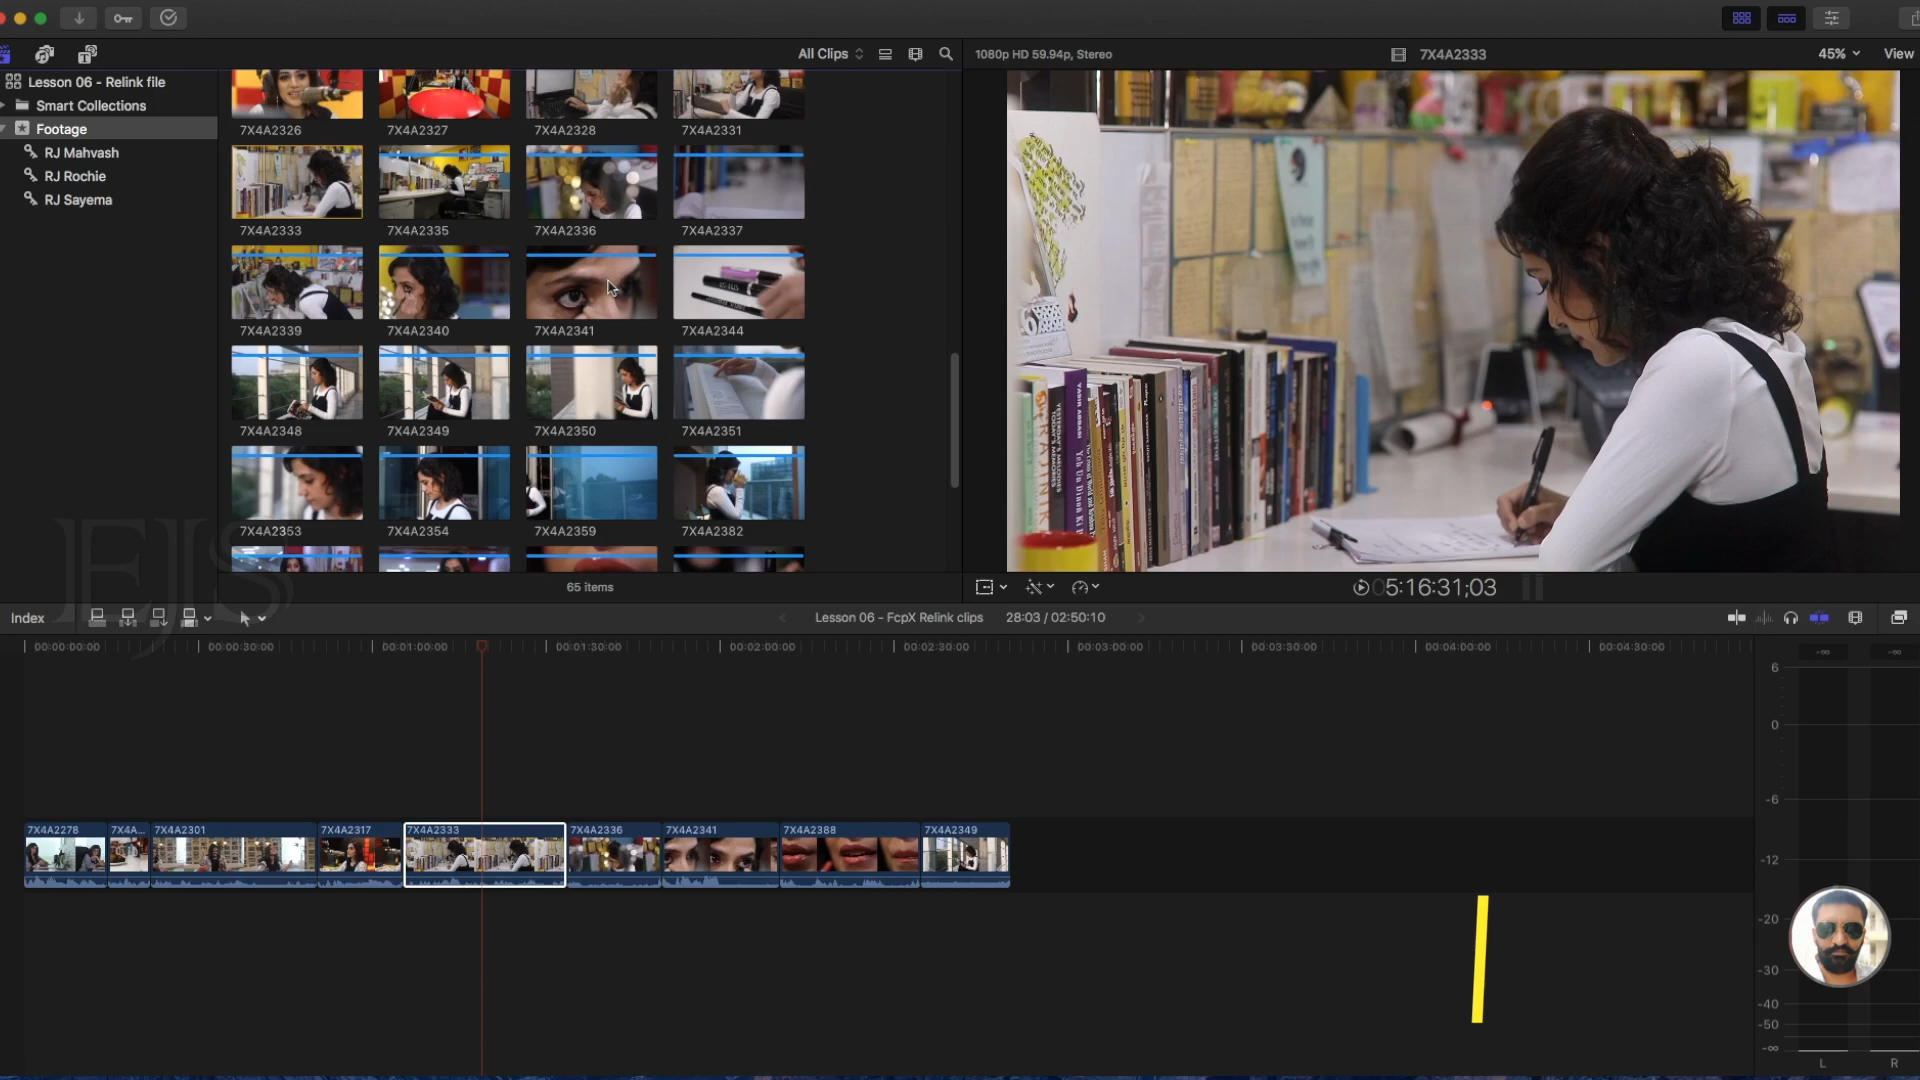 All Clips
1080p HD 59.94p, Stereo
7X4A2333
45%
View
Lesson 06 - Relink file
Smart Collections
Footage
RJ Mahvash
RJ Rochie
RJ Sayema
7X4A2326
7X4A2327
7X4A2328
7X4A2331
7X4A2333
7X4A2335
7X4A2336
7X4A2337
7X4A2339
7X4A2340
7X4A2341
7X4A2344
7X4A2348
7X4A2349
7X4A2350
7X4A2351
7X4A2353
7X4A2354
7X4A2359
7X4A2382
65 items
05:16:31;03
EJS
Index
Lesson 06 - FcpX Relink clips
28:03 / 02:50:10
00:00:00:00
00:00:30:00
00:01:00:00
00:01:30:00
00:02:00:00
00:02:30:00
00:03:00:00
00:03:30:00
00:04:00:00
00:04:30:00
-∞
-∞
6
0
-6
-12
-20
-30
-40
-50
-∞
L
R
7X4A2278
7X4A...
7X4A2301
7X4A2317
7X4A2333
7X4A2336
7X4A2341
7X4A2388
7X4A2349